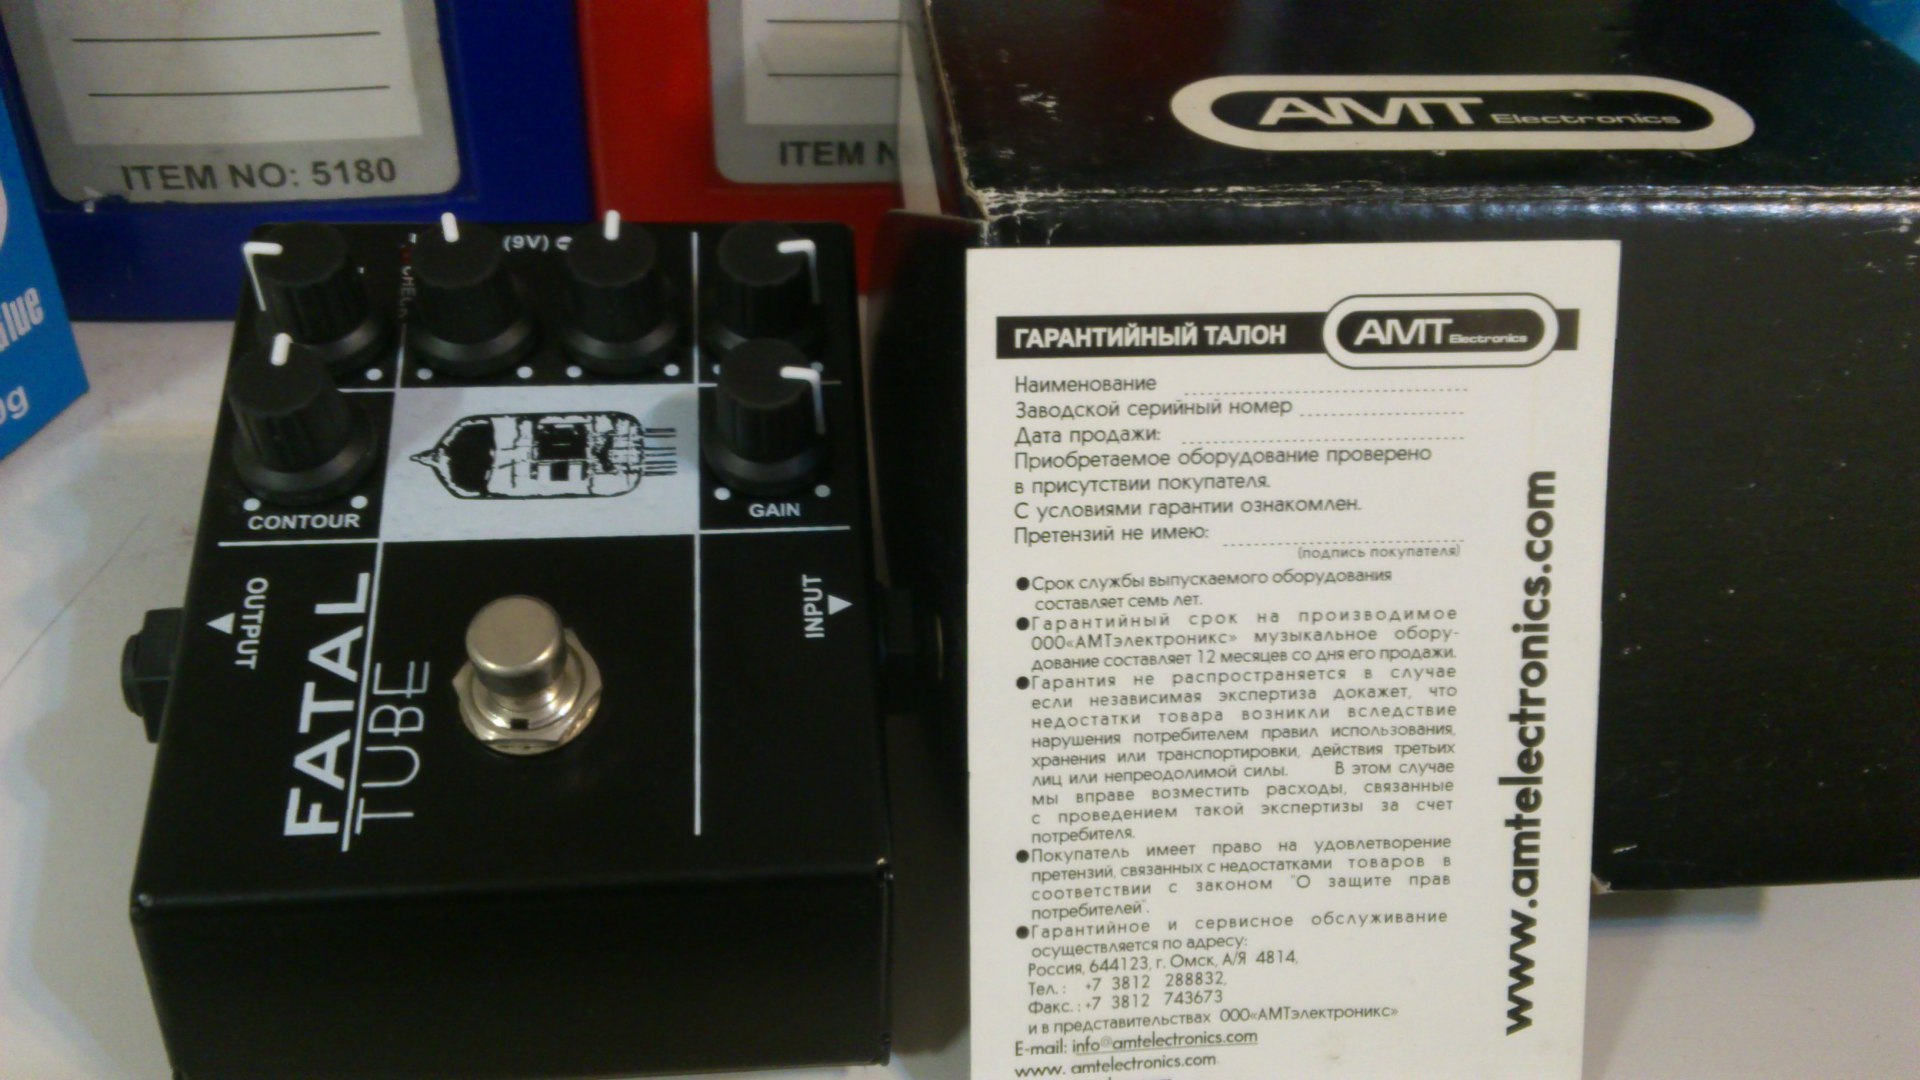 ITEM NO: 5180
ITEM N
AMT Electronics
(9V)
CONTOUR
GAIN
OUTPUT
INPUT
FATAL
TUBE
ГАРАНТИЙНЫЙ ТАЛОН
AMT Electronics
Наименование
Заводской серийный номер
Дата продажи:
Приобретаемое оборудование проверено
в присутствии покупателя.
С условиями гарантии ознакомлен.
Претензий не имею:
(подпись покупателя)
●Срок службы выпускаемого оборудования
составляет семь лет.
●Гарантийный срок на производимое
ООО«АМТэлектроникс» музыкальное обору-
дование составляет 12 месяцев со дня его продажи.
●Гарантия не распространяется в случае
если независимая экспертиза докажет, что
недостатки товара возникли вследствие
нарушения потребителем правил использования,
хранения или транспортировки, действия третьих
лиц или непреодолимой силы. В этом случае
мы вправе возместить расходы, связанные
с проведением такой экспертизы за счет
потребителя.
●Покупатель имеет право на удовлетворение
претензий, связанных с недостатками товаров в
соответствии с законом "О защите прав
потребителей".
●Гарантийное и сервисное обслуживание
осуществляется по адресу:
Россия, 644123, г. Омск, А/Я 4814,
Тел.: +7 3812 288832,
Факс.: +7 3812 743673
и в представительствах ООО«АМТэлектроникс»
E-mail: info@amtelectronics.com
www. amtelectronics.com
www.amtelectronics.com